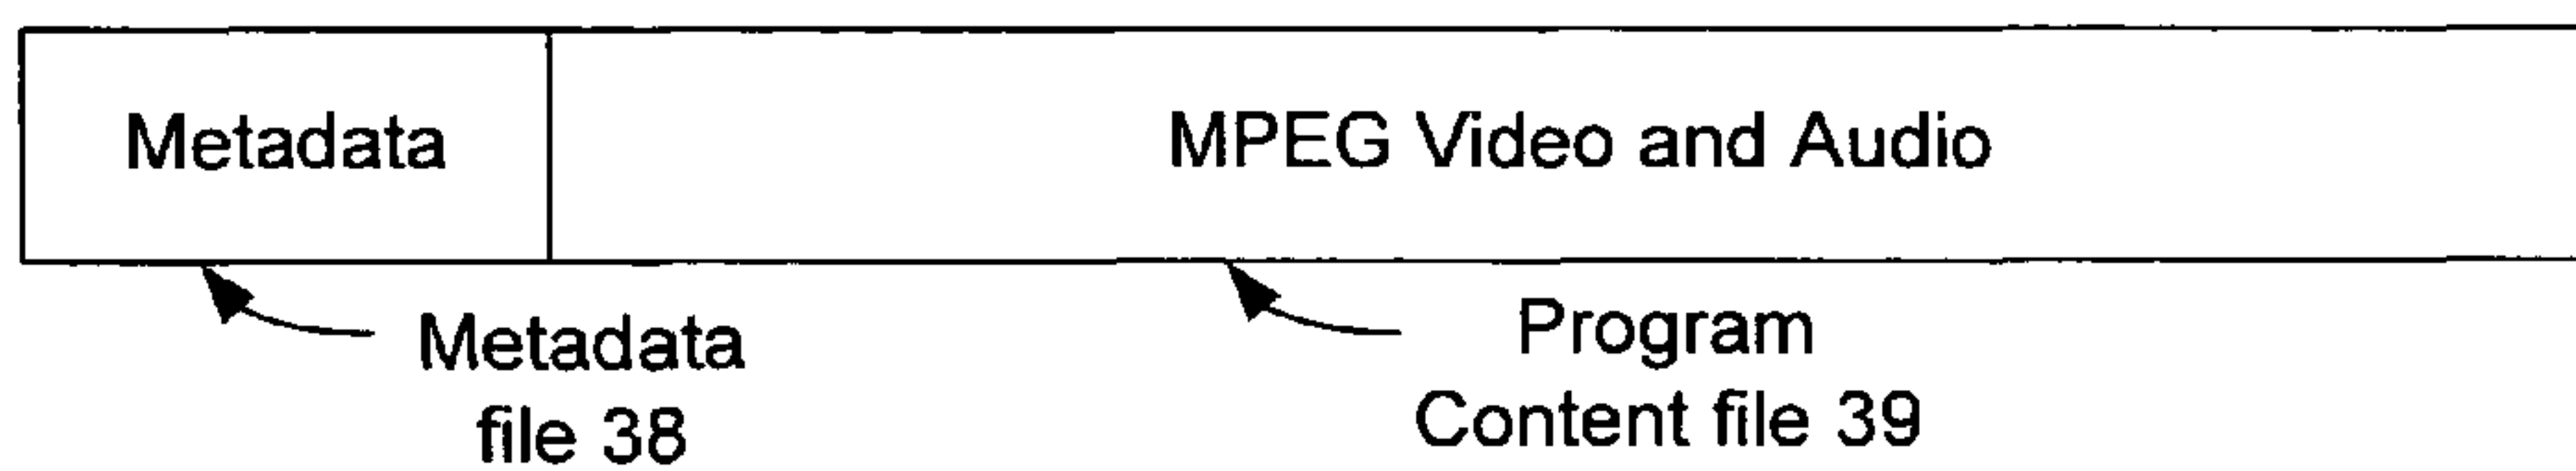 Metadata
MPEG Video and Audio
Metadata
file 38
Program
Content file 39